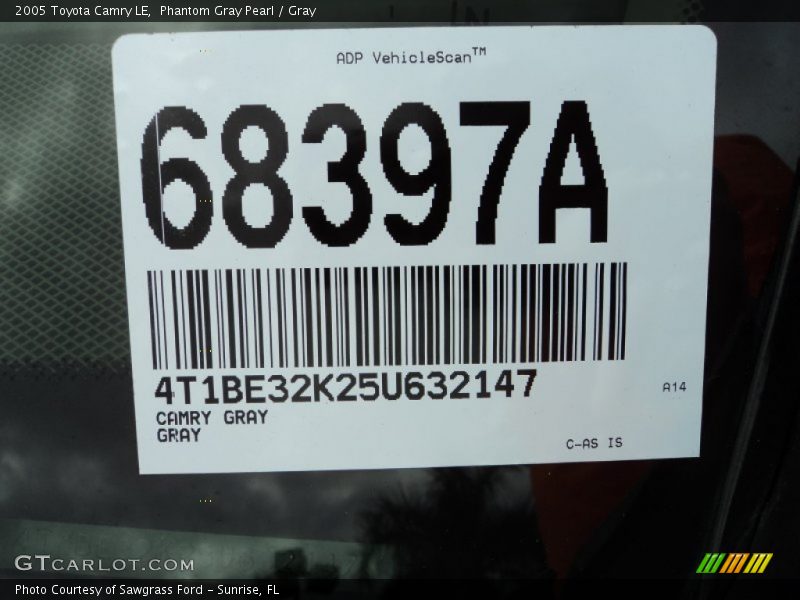 2005 Toyota Camry LE,  Phantom Gray Pearl / Gray
ADP VehicleScan™
68397A
4T1BE32K25U632147
CAMRY GRAY
GRAY
A14
C-AS IS
GTCARLOT.COM
Photo Courtesy of Sawgrass Ford - Sunrise, FL